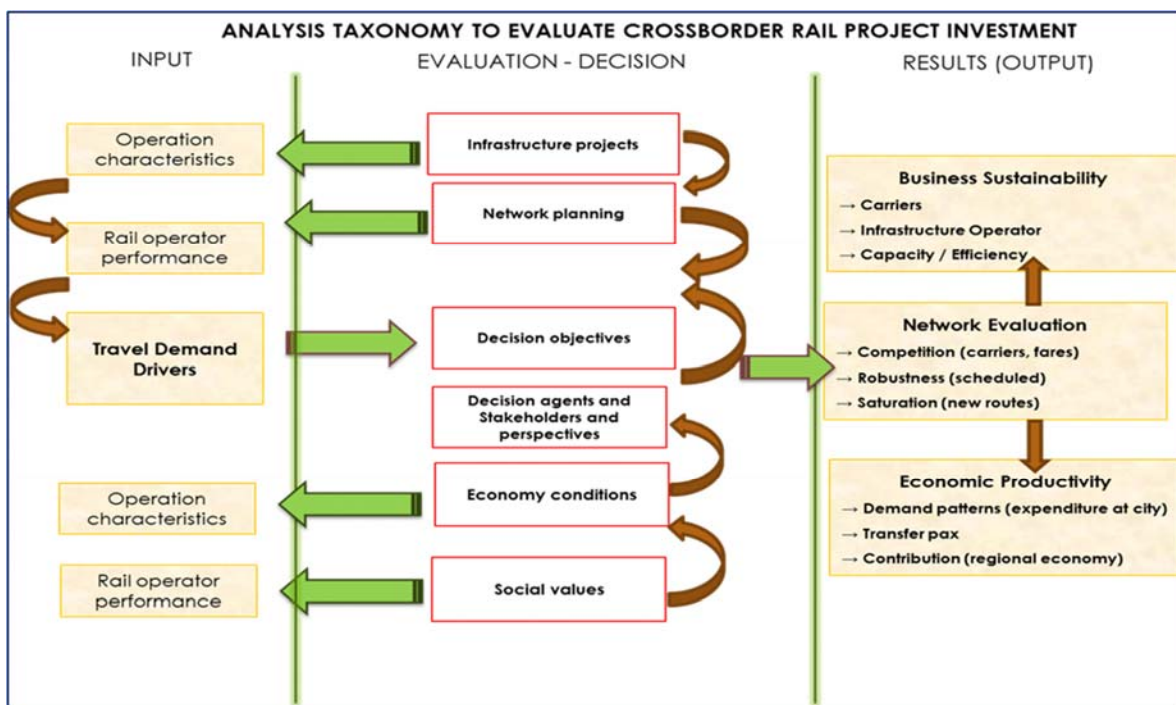 ANALYSIS TAXONOMY TO EVALUATE CROSSBORDER RAIL PROJECT INVESTMENT
INPUT
EVALUATION - DECISION
RESULTS (OUTPUT)
Operation
characteristics
Rail operator
performance
Travel Demand
Drivers
Operation
characteristics
Rail operator
performance
Infrastructure projects
Network planning
Decision objectives
Decision agents and
Stakeholders and
perspectives
Economy conditions
Social values
Business Sustainability
→ Carriers
→ Infrastructure Operator
→ Capacity / Efficiency
Network Evaluation
→ Competition (carriers, fares)
→ Robustness (scheduled)
→ Saturation (new routes)
Economic Productivity
→ Demand patterns (expenditure at city)
→ Transfer pax
→ Contribution (regional economy)